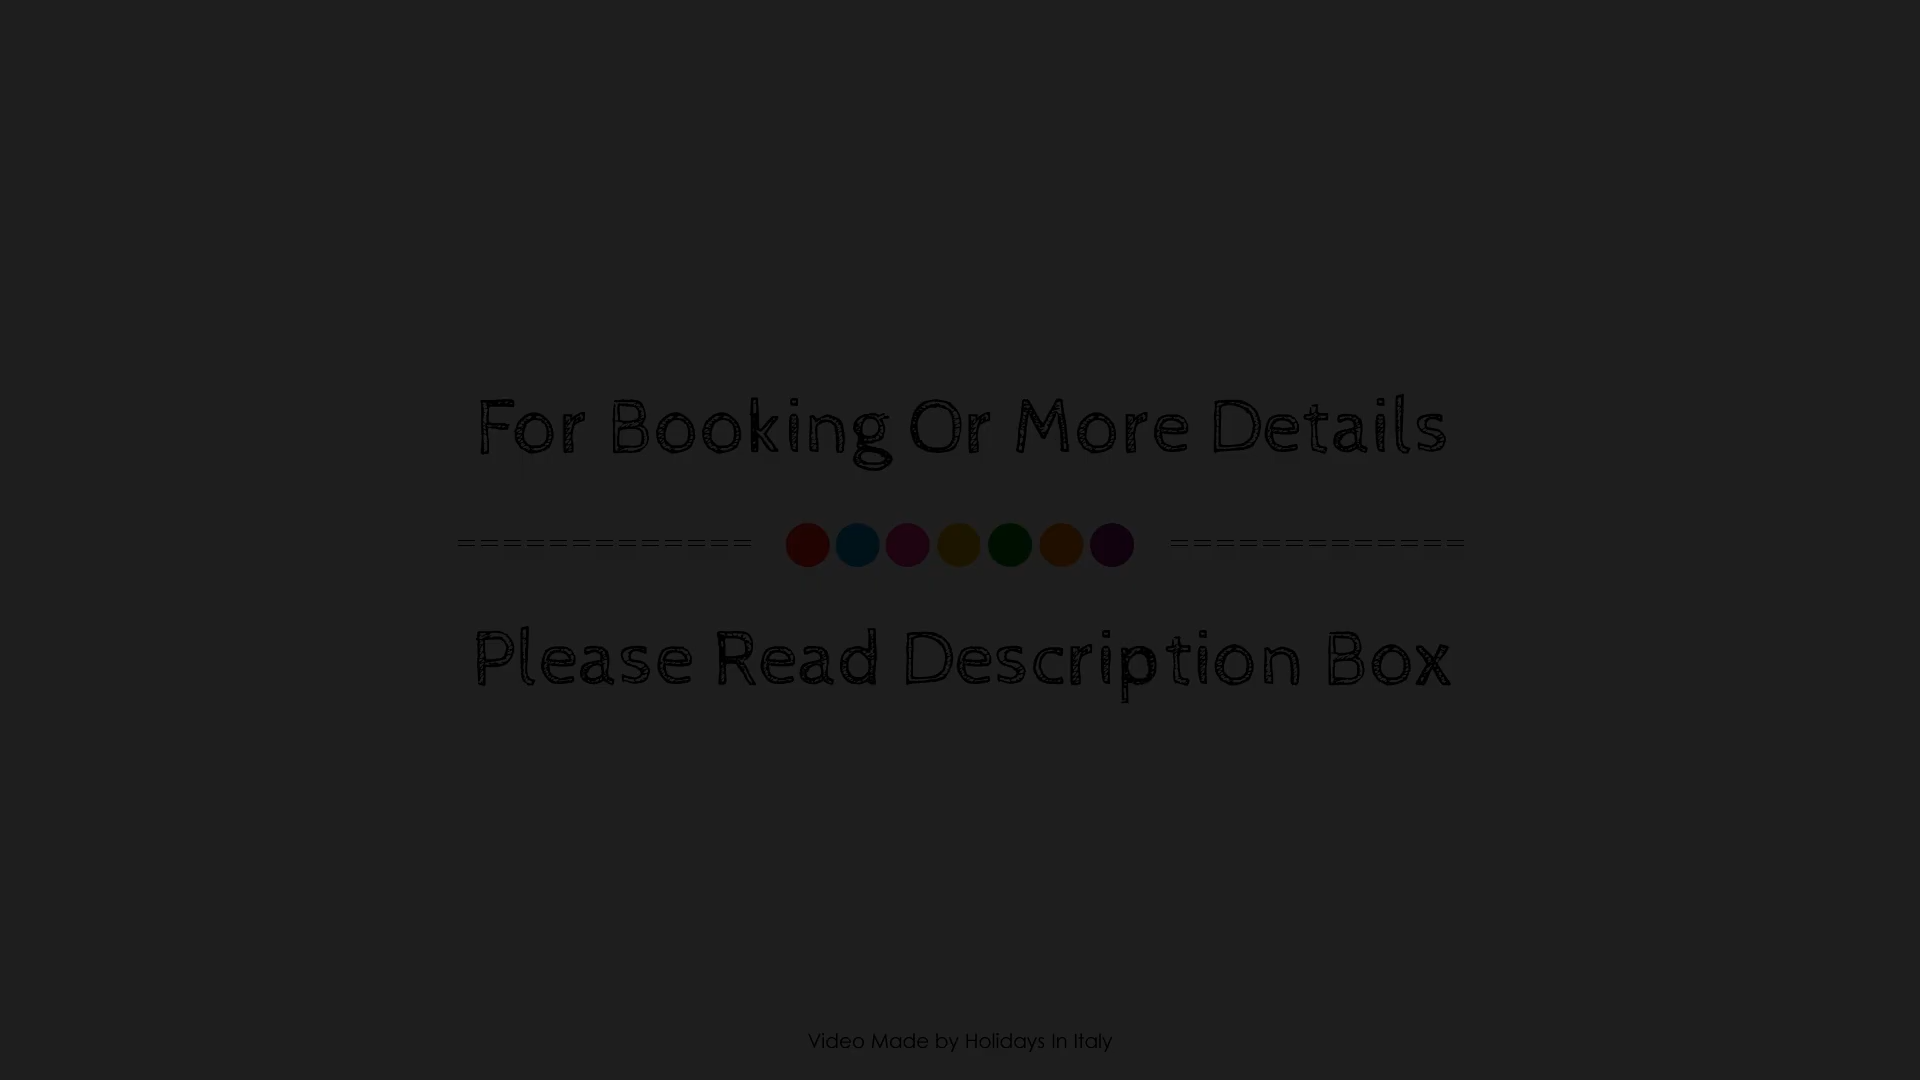 For Booking Or More Details
============= =============
Please Read Description Box
Video Made by Holidays In Italy